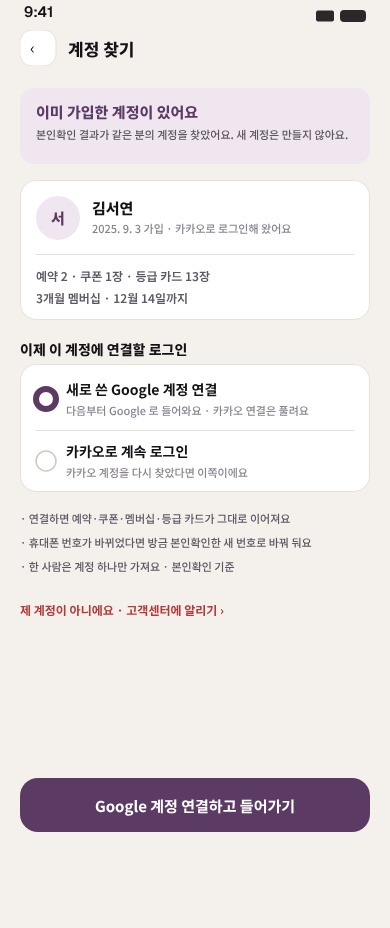 9:41
‹ 계정 찾기
이미 가입한 계정이 있어요
본인확인 결과가 같은 분의 계정을 찾았어요. 새 계정은 만들지 않아요.
서
김서연
2025. 9. 3 가입 · 카카오로 로그인해 왔어요
예약 2 · 쿠폰 1장 · 등급 카드 13장
3개월 멤버십 · 12월 14일까지
이제 이 계정에 연결할 로그인
새로 쓴 Google 계정 연결
다음부터 Google 로 들어와요 · 카카오 연결은 풀려요
카카오로 계속 로그인
카카오 계정을 다시 찾았다면 이쪽이에요
· 연결하면 예약·쿠폰·멤버십·등급 카드가 그대로 이어져요
· 휴대폰 번호가 바뀌었다면 방금 본인확인한 새 번호로 바꿔 둬요
· 한 사람은 계정 하나만 가져요 · 본인확인 기준
제 계정이 아니에요 · 고객센터에 알리기 ›
Google 계정 연결하고 들어가기